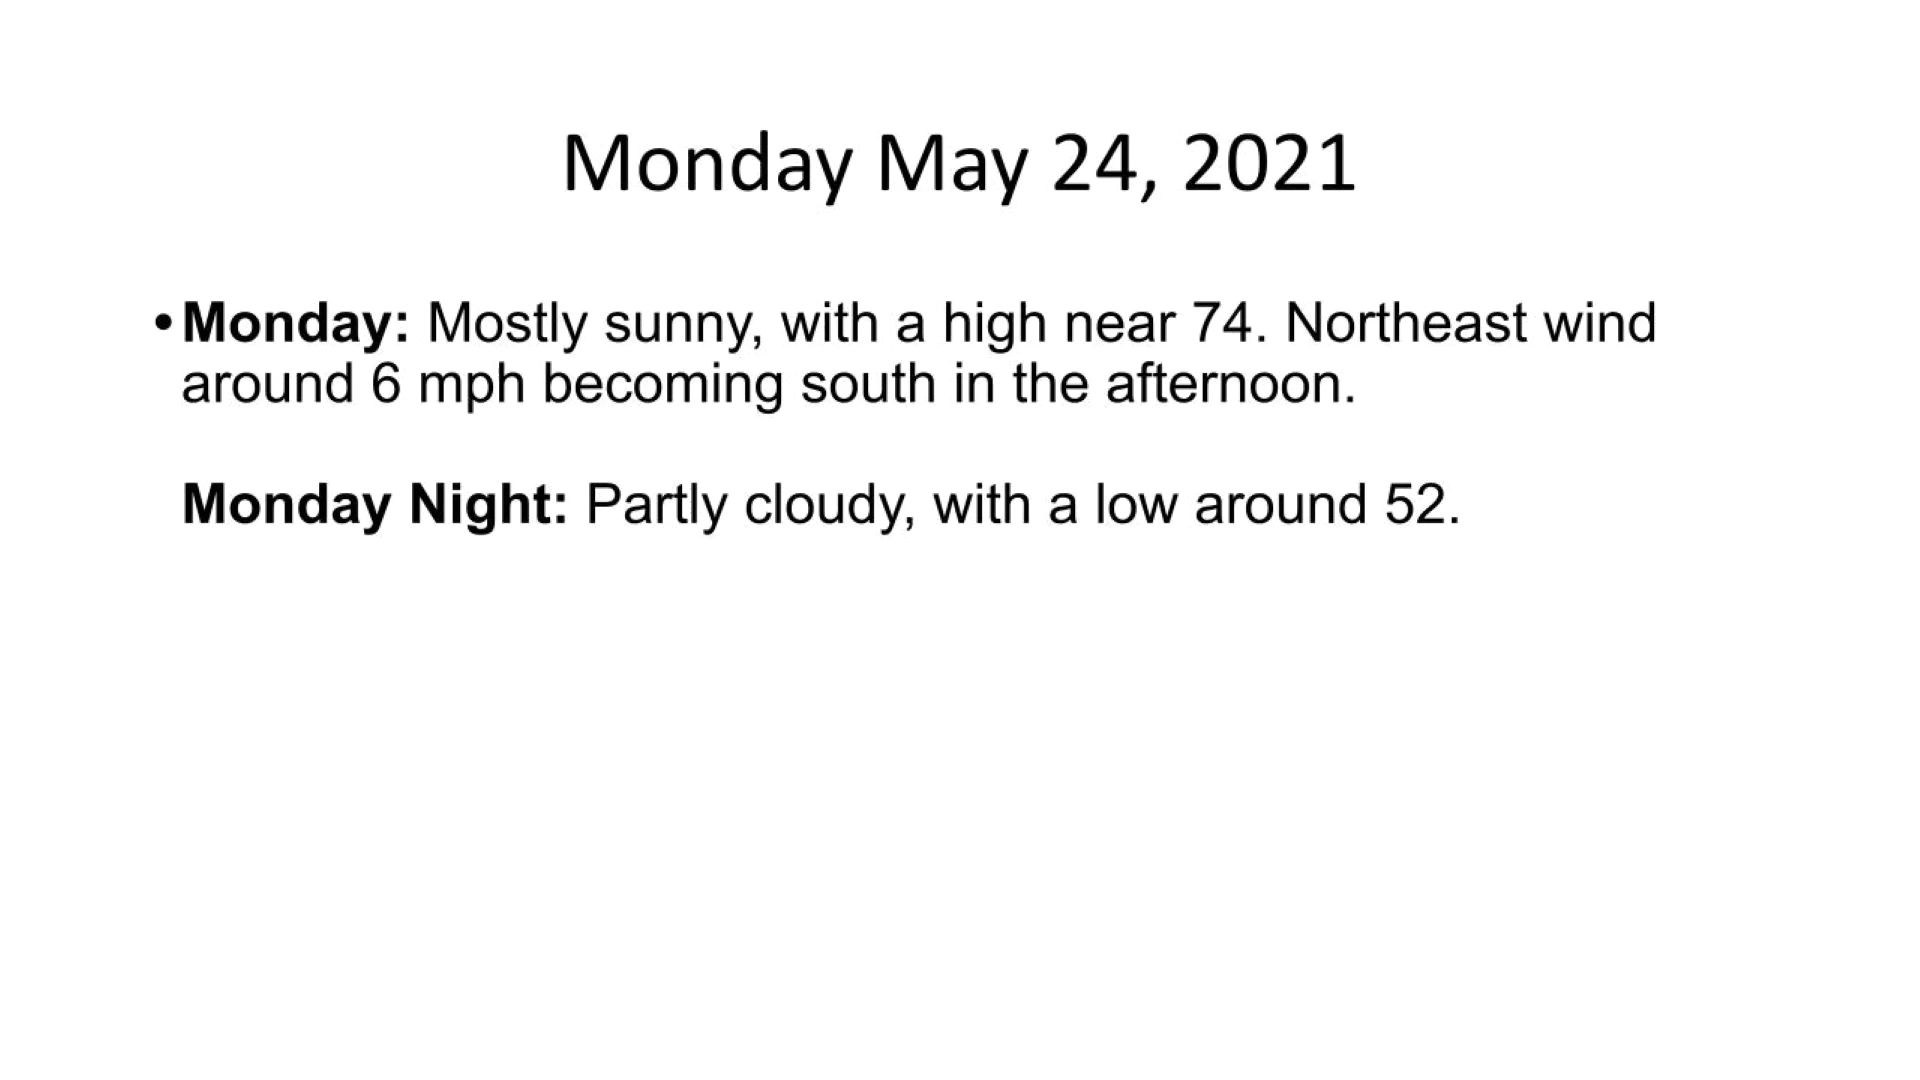 Monday May 24, 2021
•Monday: Mostly sunny, with a high near 74. Northeast wind
around 6 mph becoming south in the afternoon.
Monday Night: Partly cloudy, with a low around 52.